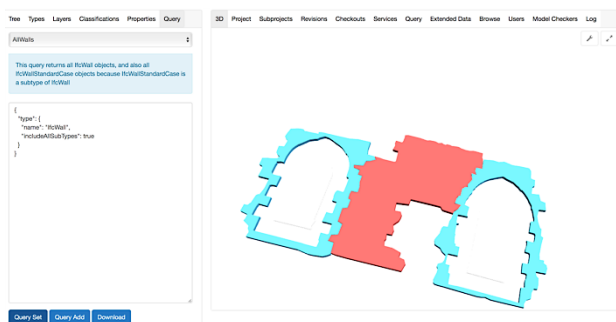 Tree Types Layers Classifications Properties Query
3D Project Subprojects Revisions Checkouts Services Query Extended Data Browse Users Model Checkers Log
AllWalls
This query returns all IfcWall objects, and also all
IfcWallStandardCase objects because IfcWallStandardCase is
a subtype of IfcWall
{
"type": {
"name": "IfcWall",
"includeAllSubTypes": true
}
}
Query Set Query Add Download